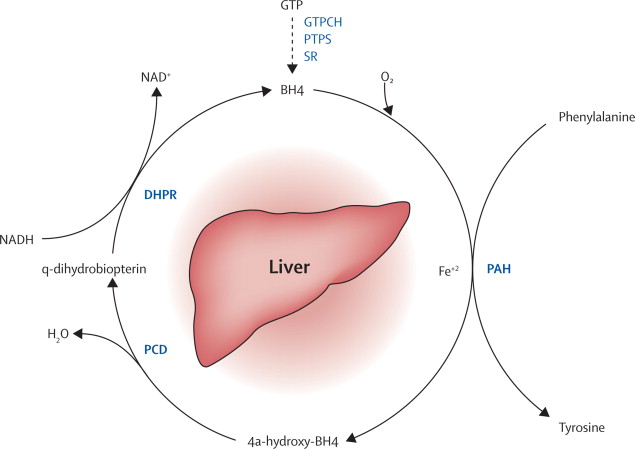 GTP
GTPCH
PTPS
SR
NAD⁺
BH4
O₂
Phenylalanine
DHPR
NADH
q-dihydrobiopterin
Liver
Fe⁺²
PAH
H₂O
PCD
4a-hydroxy-BH4
Tyrosine